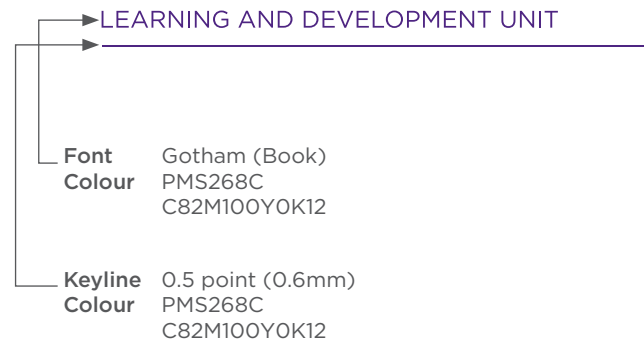 LEARNING AND DEVELOPMENT UNIT
Font Gotham (Book)
Colour PMS268C
C82M100Y0K12
Keyline 0.5 point (0.6mm)
Colour PMS268C
C82M100Y0K12